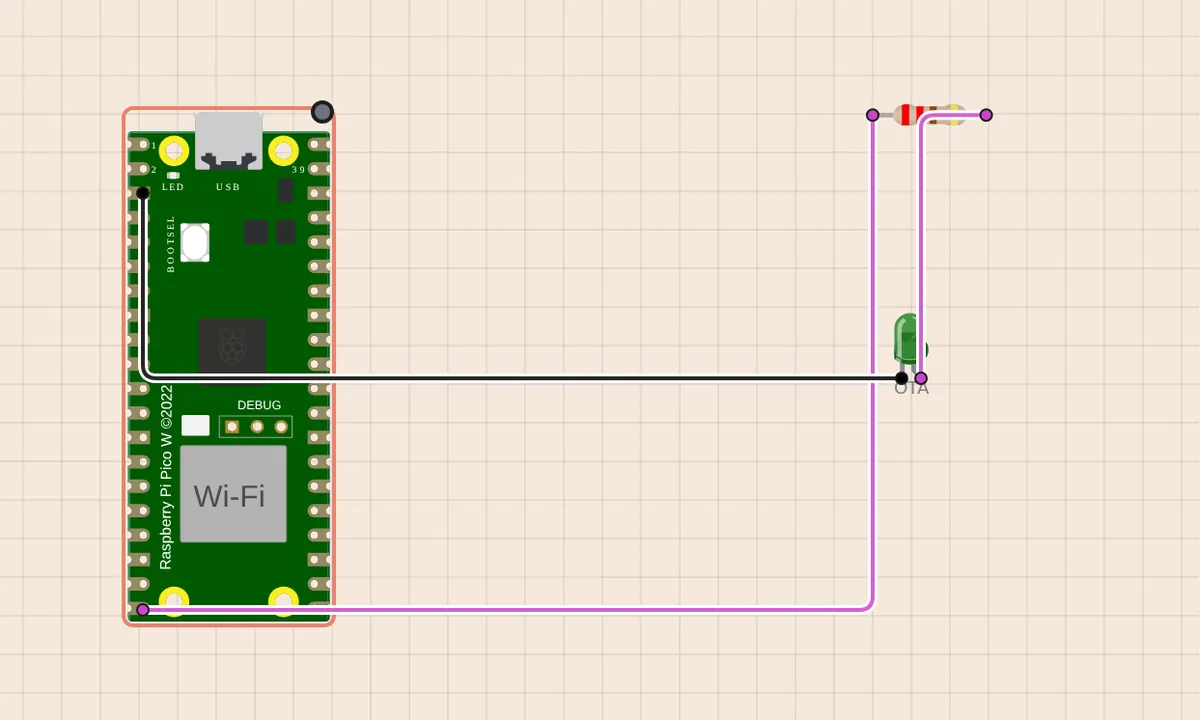 1
2
39
LED
USB
BOOTSEL
DEBUG
OTA
Wi-Fi
Raspberry Pi Pico W ©2022